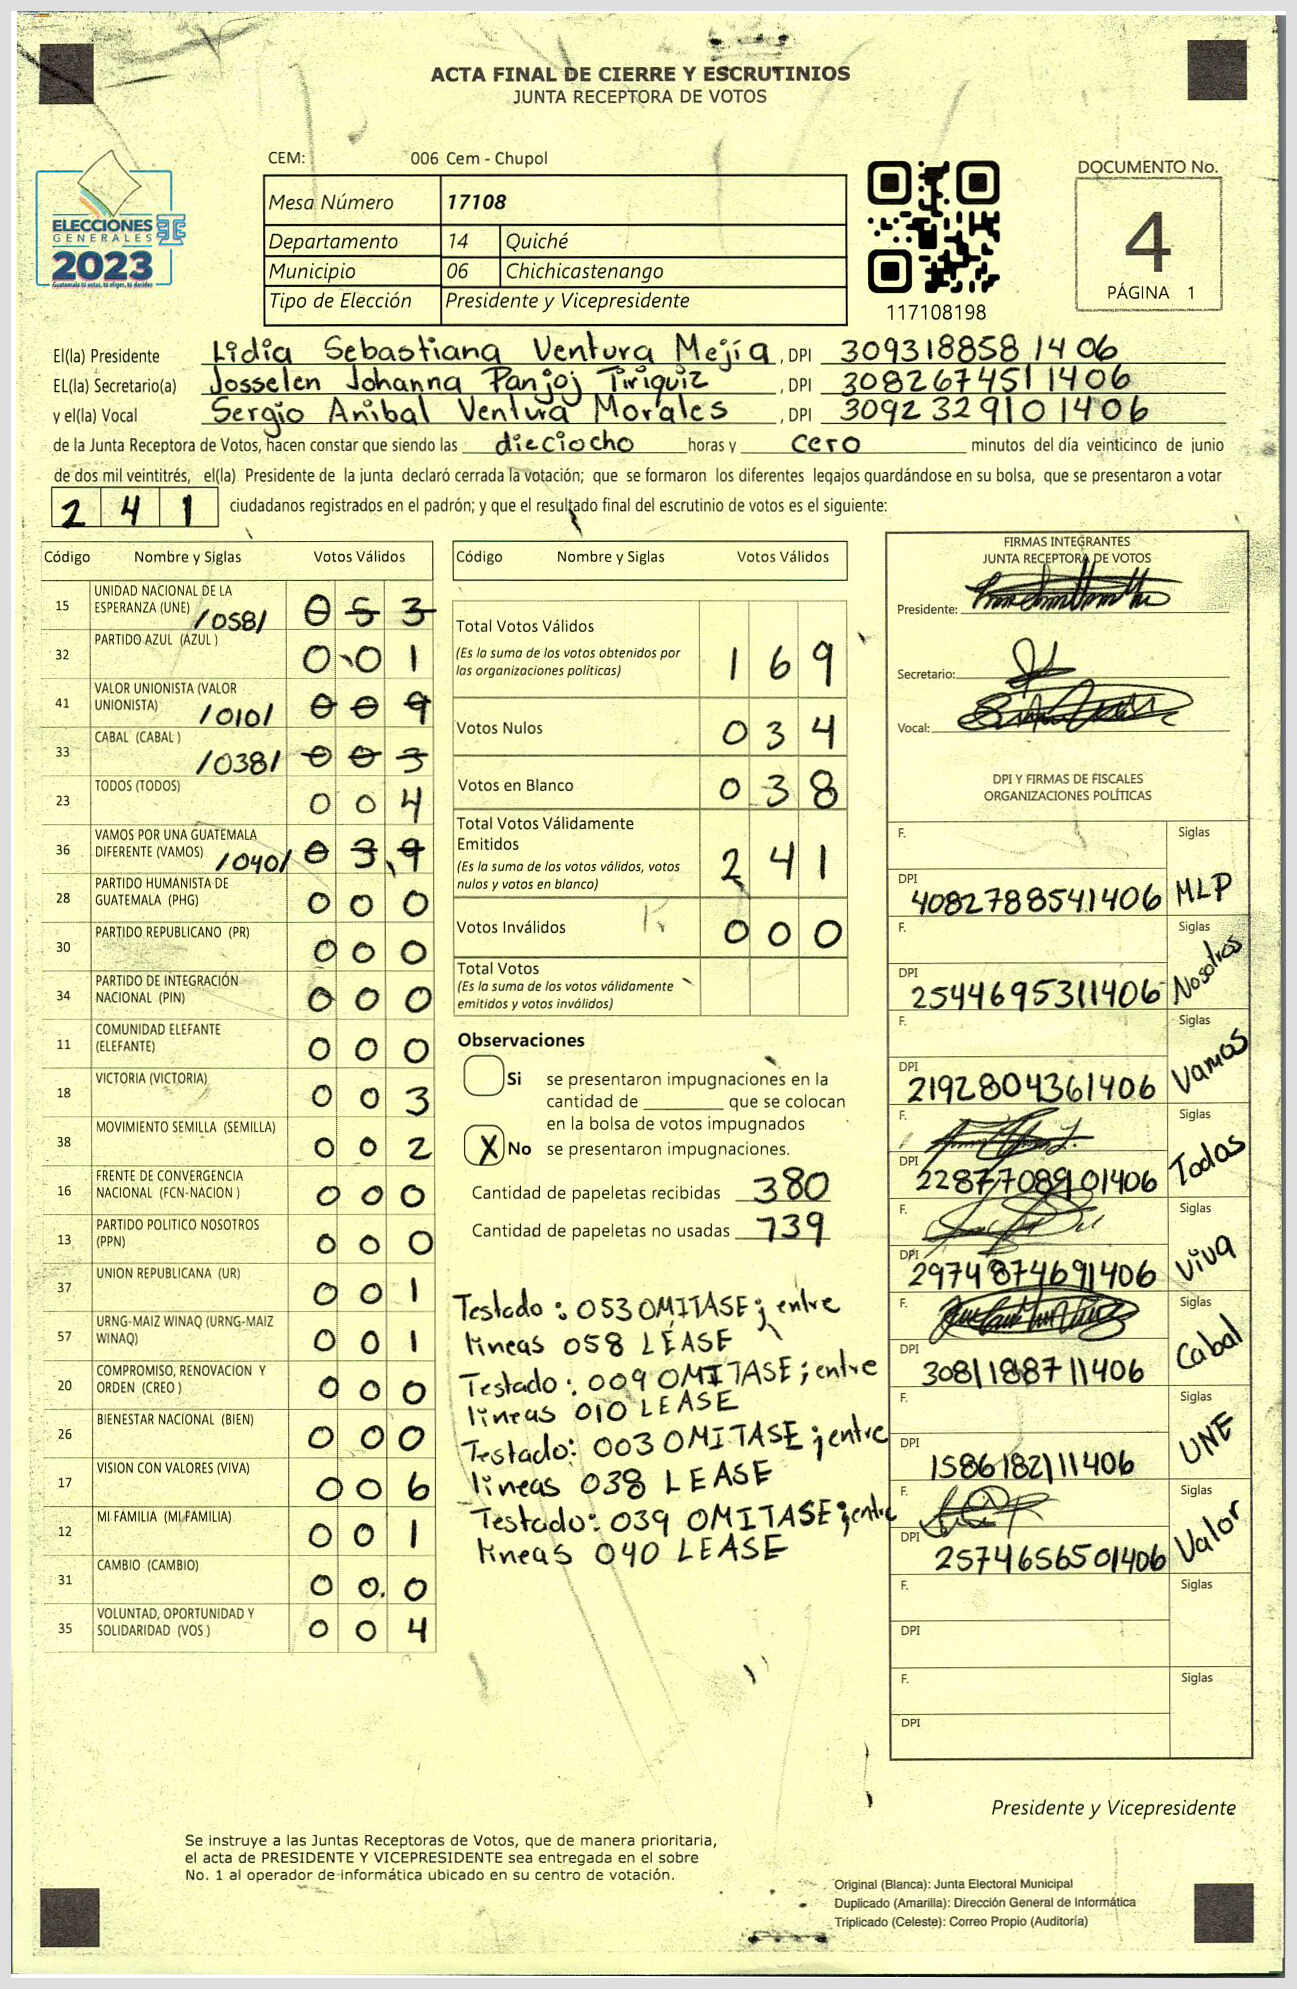 ACTA FINAL DE CIERRE Y ESCRUTINIOS
JUNTA RECEPTORA DE VOTOS
CEM: 006 Cem - Chupol
Mesa Número 17108
Departamento 14 Quiché
Municipio 06 Chichicastenango
Tipo de Elección Presidente y Vicepresidente
ELECCIONES
GENERALES
2023
Guatemala tú votas, tú eliges, tú decides
117108198
DOCUMENTO No.
4
PÁGINA 1
El(la) Presidente Lidia Sebastiana Ventura Mejía, DPI 309318858 1406
EL(la) Secretario(a) Josselen Johanna Panjoj Tiriquiz, DPI 3082674511406
y el(la) Vocal Sergio Anibal Ventura Morales, DPI 3092329101406
de la Junta Receptora de Votos, hacen constar que siendo las dieciocho horas y cero minutos del día veinticinco de junio
de dos mil veintitrés, el(la) Presidente de la junta declaró cerrada la votación; que se formaron los diferentes legajos guardándose en su bolsa, que se presentaron a votar
2 4 1 ciudadanos registrados en el padrón; y que el resultado final del escrutinio de votos es el siguiente:
Código Nombre y Siglas Votos Válidos
15 UNIDAD NACIONAL DE LA
ESPERANZA (UNE) /058/ 0 5 3
32 PARTIDO AZUL (AZUL ) 0 0 1
41 VALOR UNIONISTA (VALOR
UNIONISTA) /010/ 0 0 9
33 CABAL (CABAL ) /038/ 0 0 3
23 TODOS (TODOS) 0 0 4
36 VAMOS POR UNA GUATEMALA
DIFERENTE (VAMOS) /040/ 0 3 9
28 PARTIDO HUMANISTA DE
GUATEMALA (PHG) 0 0 0
30 PARTIDO REPUBLICANO (PR) 0 0 0
34 PARTIDO DE INTEGRACIÓN
NACIONAL (PIN) 0 0 0
11 COMUNIDAD ELEFANTE
(ELEFANTE) 0 0 0
18 VICTORIA (VICTORIA) 0 0 3
38 MOVIMIENTO SEMILLA (SEMILLA) 0 0 2
16 FRENTE DE CONVERGENCIA
NACIONAL (FCN-NACION ) 0 0 0
13 PARTIDO POLITICO NOSOTROS
(PPN) 0 0 0
37 UNION REPUBLICANA (UR) 0 0 1
57 URNG-MAIZ WINAQ (URNG-MAIZ
WINAQ) 0 0 1
20 COMPROMISO, RENOVACION Y
ORDEN (CREO ) 0 0 0
26 BIENESTAR NACIONAL (BIEN) 0 0 0
17 VISION CON VALORES (VIVA) 0 0 6
12 MI FAMILIA (MI FAMILIA) 0 0 1
31 CAMBIO (CAMBIO) 0 0 0
35 VOLUNTAD, OPORTUNIDAD Y
SOLIDARIDAD (VOS ) 0 0 4
Código Nombre y Siglas Votos Válidos
Total Votos Válidos
(Es la suma de los votos obtenidos por
las organizaciones políticas) 1 6 9
Votos Nulos 0 3 4
Votos en Blanco 0 3 8
Total Votos Válidamente
Emitidos
(Es la suma de los votos válidos, votos
nulos y votos en blanco) 2 4 1
Votos Inválidos 0 0 0
Total Votos
(Es la suma de los votos válidamente
emitidos y votos inválidos)
Observaciones
Si se presentaron impugnaciones en la
cantidad de ________ que se colocan
en la bolsa de votos impugnados
X No se presentaron impugnaciones.
Cantidad de papeletas recibidas 380
Cantidad de papeletas no usadas 739
Testado: 053 OMITASE; entre
lineas 058 LÉASE
Testado: 009 OMITASE; entre
lineas 010 LEASE
Testado: 003 OMITASE; entre
lineas 038 LEASE
Testado: 039 OMITASE; entre
lineas 040 LEASE
FIRMAS INTEGRANTES
JUNTA RECEPTORA DE VOTOS
Presidente:
Secretario:
Vocal:
DPI Y FIRMAS DE FISCALES
ORGANIZACIONES POLÍTICAS
F. Siglas
DPI 4082788541406 MLP
F. Siglas
DPI 2544695311406 Nosotros
F. Siglas
DPI 2192804361406 Vamos
F. Siglas
DPI 2287708901406 Todos
F. Siglas
DPI 2974874691406 Viva
F. Siglas
DPI 3081188711406 Cabal
F. Siglas
DPI 1586182111406 UNE
F. Siglas
DPI 2574656501406 Valor
F. Siglas
DPI
F. Siglas
DPI
Presidente y Vicepresidente
Se instruye a las Juntas Receptoras de Votos, que de manera prioritaria,
el acta de PRESIDENTE Y VICEPRESIDENTE sea entregada en el sobre
No. 1 al operador de informática ubicado en su centro de votación.
Original (Blanca): Junta Electoral Municipal
Duplicado (Amarilla): Dirección General de Informática
Triplicado (Celeste): Correo Propio (Auditoría)